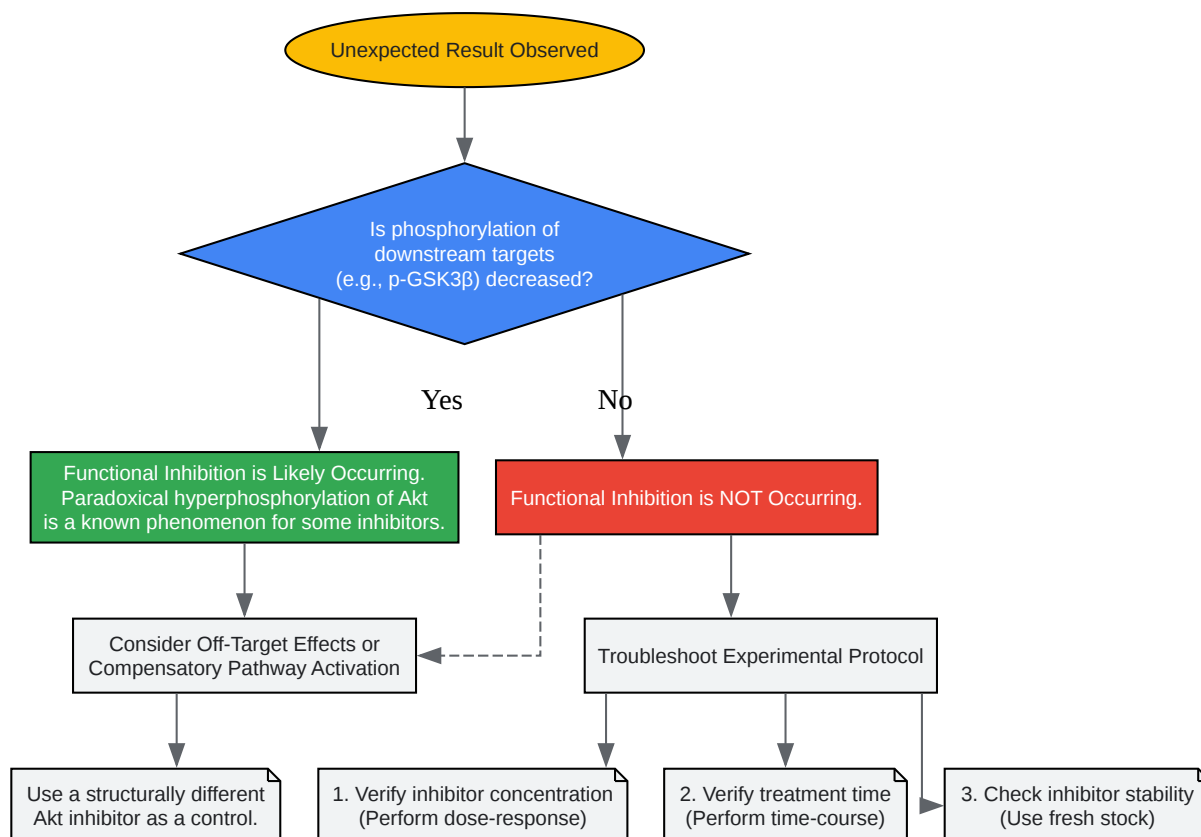 Unexpected Result Observed
Is phosphorylation of
downstream targets
(e.g., p-GSK3β) decreased?
Yes
No
Functional Inhibition is Likely Occurring.
Paradoxical hyperphosphorylation of Akt
is a known phenomenon for some inhibitors.
Functional Inhibition is NOT Occurring.
Consider Off-Target Effects or
Compensatory Pathway Activation
Troubleshoot Experimental Protocol
Use a structurally different
Akt inhibitor as a control.
1. Verify inhibitor concentration
(Perform dose-response)
2. Verify treatment time
(Perform time-course)
3. Check inhibitor stability
(Use fresh stock)